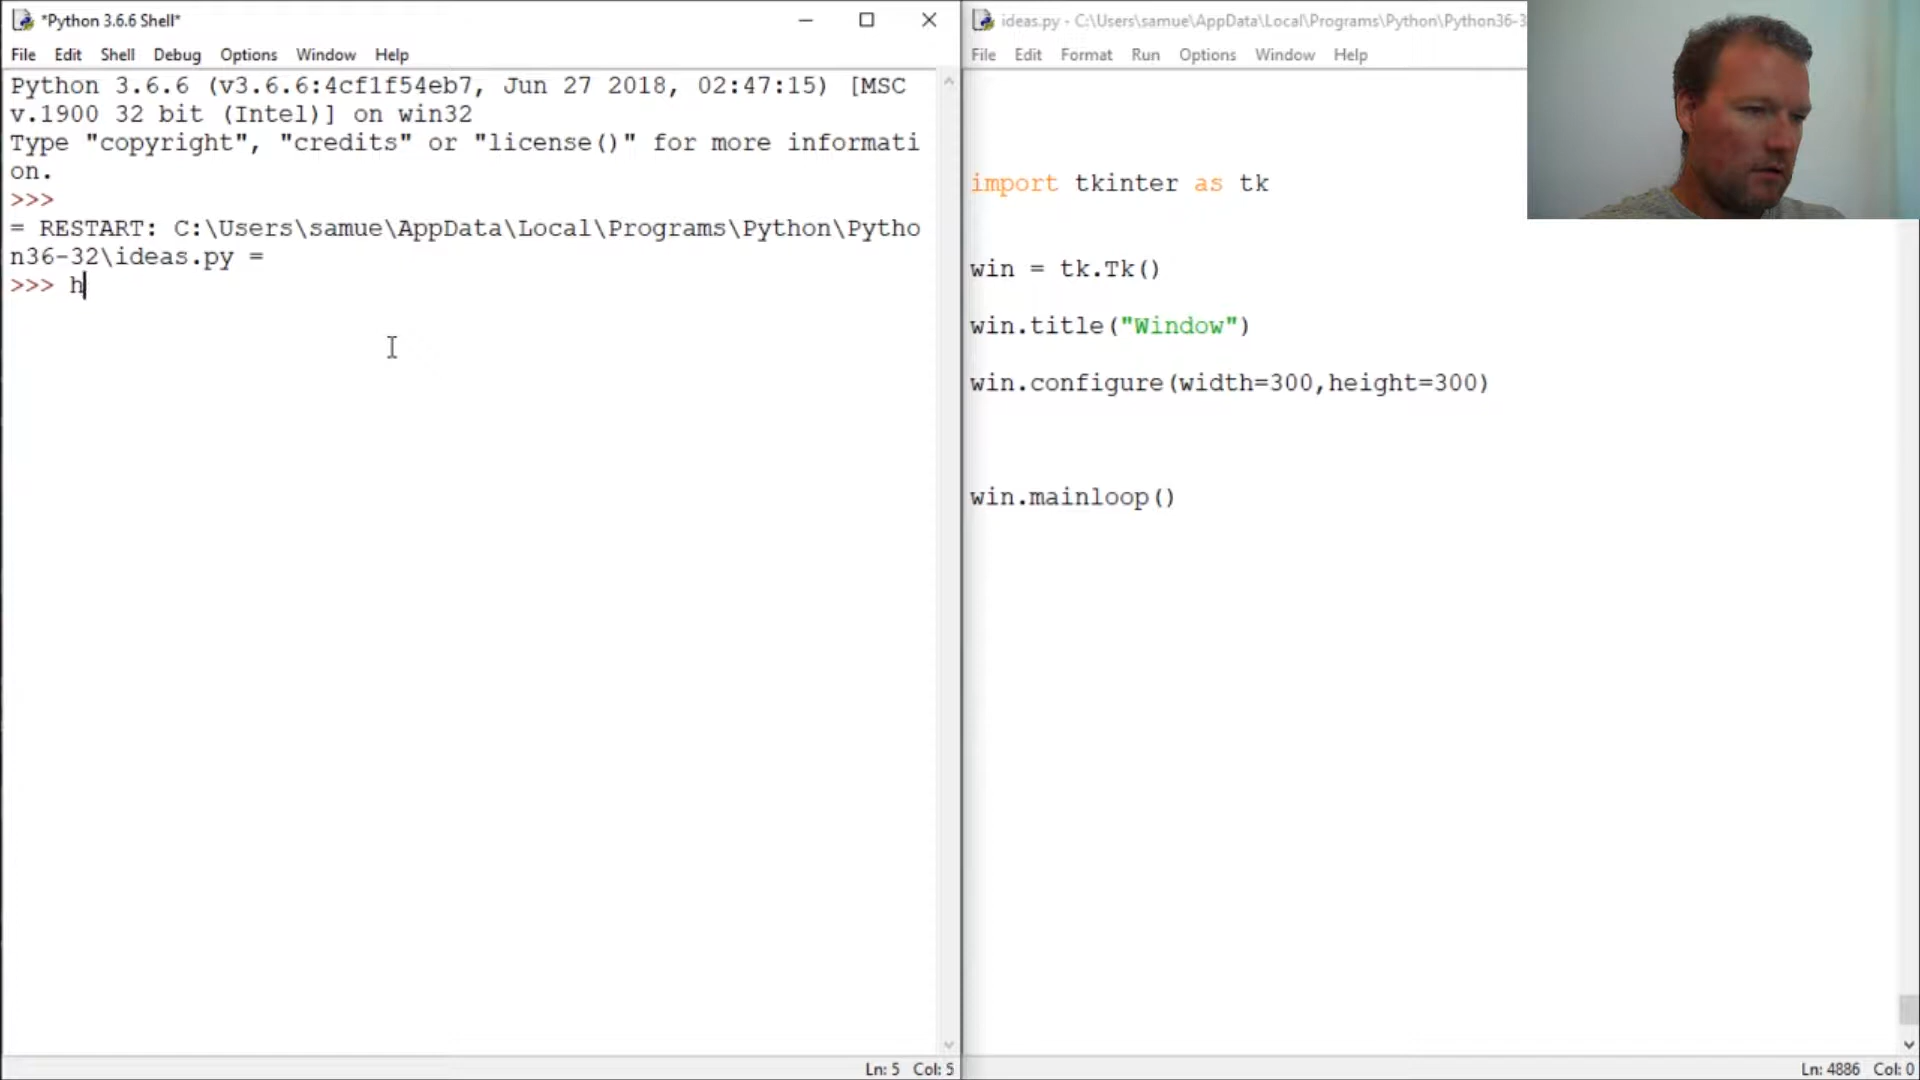 *Python 3.6.6 Shell*
File Edit Shell Debug Options Window Help
Python 3.6.6 (v3.6.6:4cf1f54eb7, Jun 27 2018, 02:47:15) [MSC
v.1900 32 bit (Intel)] on win32
Type "copyright", "credits" or "license()" for more informati
on.
>>>
= RESTART: C:\Users\samue\AppData\Local\Programs\Python\Pytho
n36-32\ideas.py =
>>> h
Ln: 5 Col: 5
ideas.py - C:\Users\samue\AppData\Local\Programs\Python\Python36-3
File Edit Format Run Options Window Help
import tkinter as tk
win = tk.Tk()
win.title("Window")
win.configure(width=300,height=300)
win.mainloop()
Ln: 4886 Col: 0